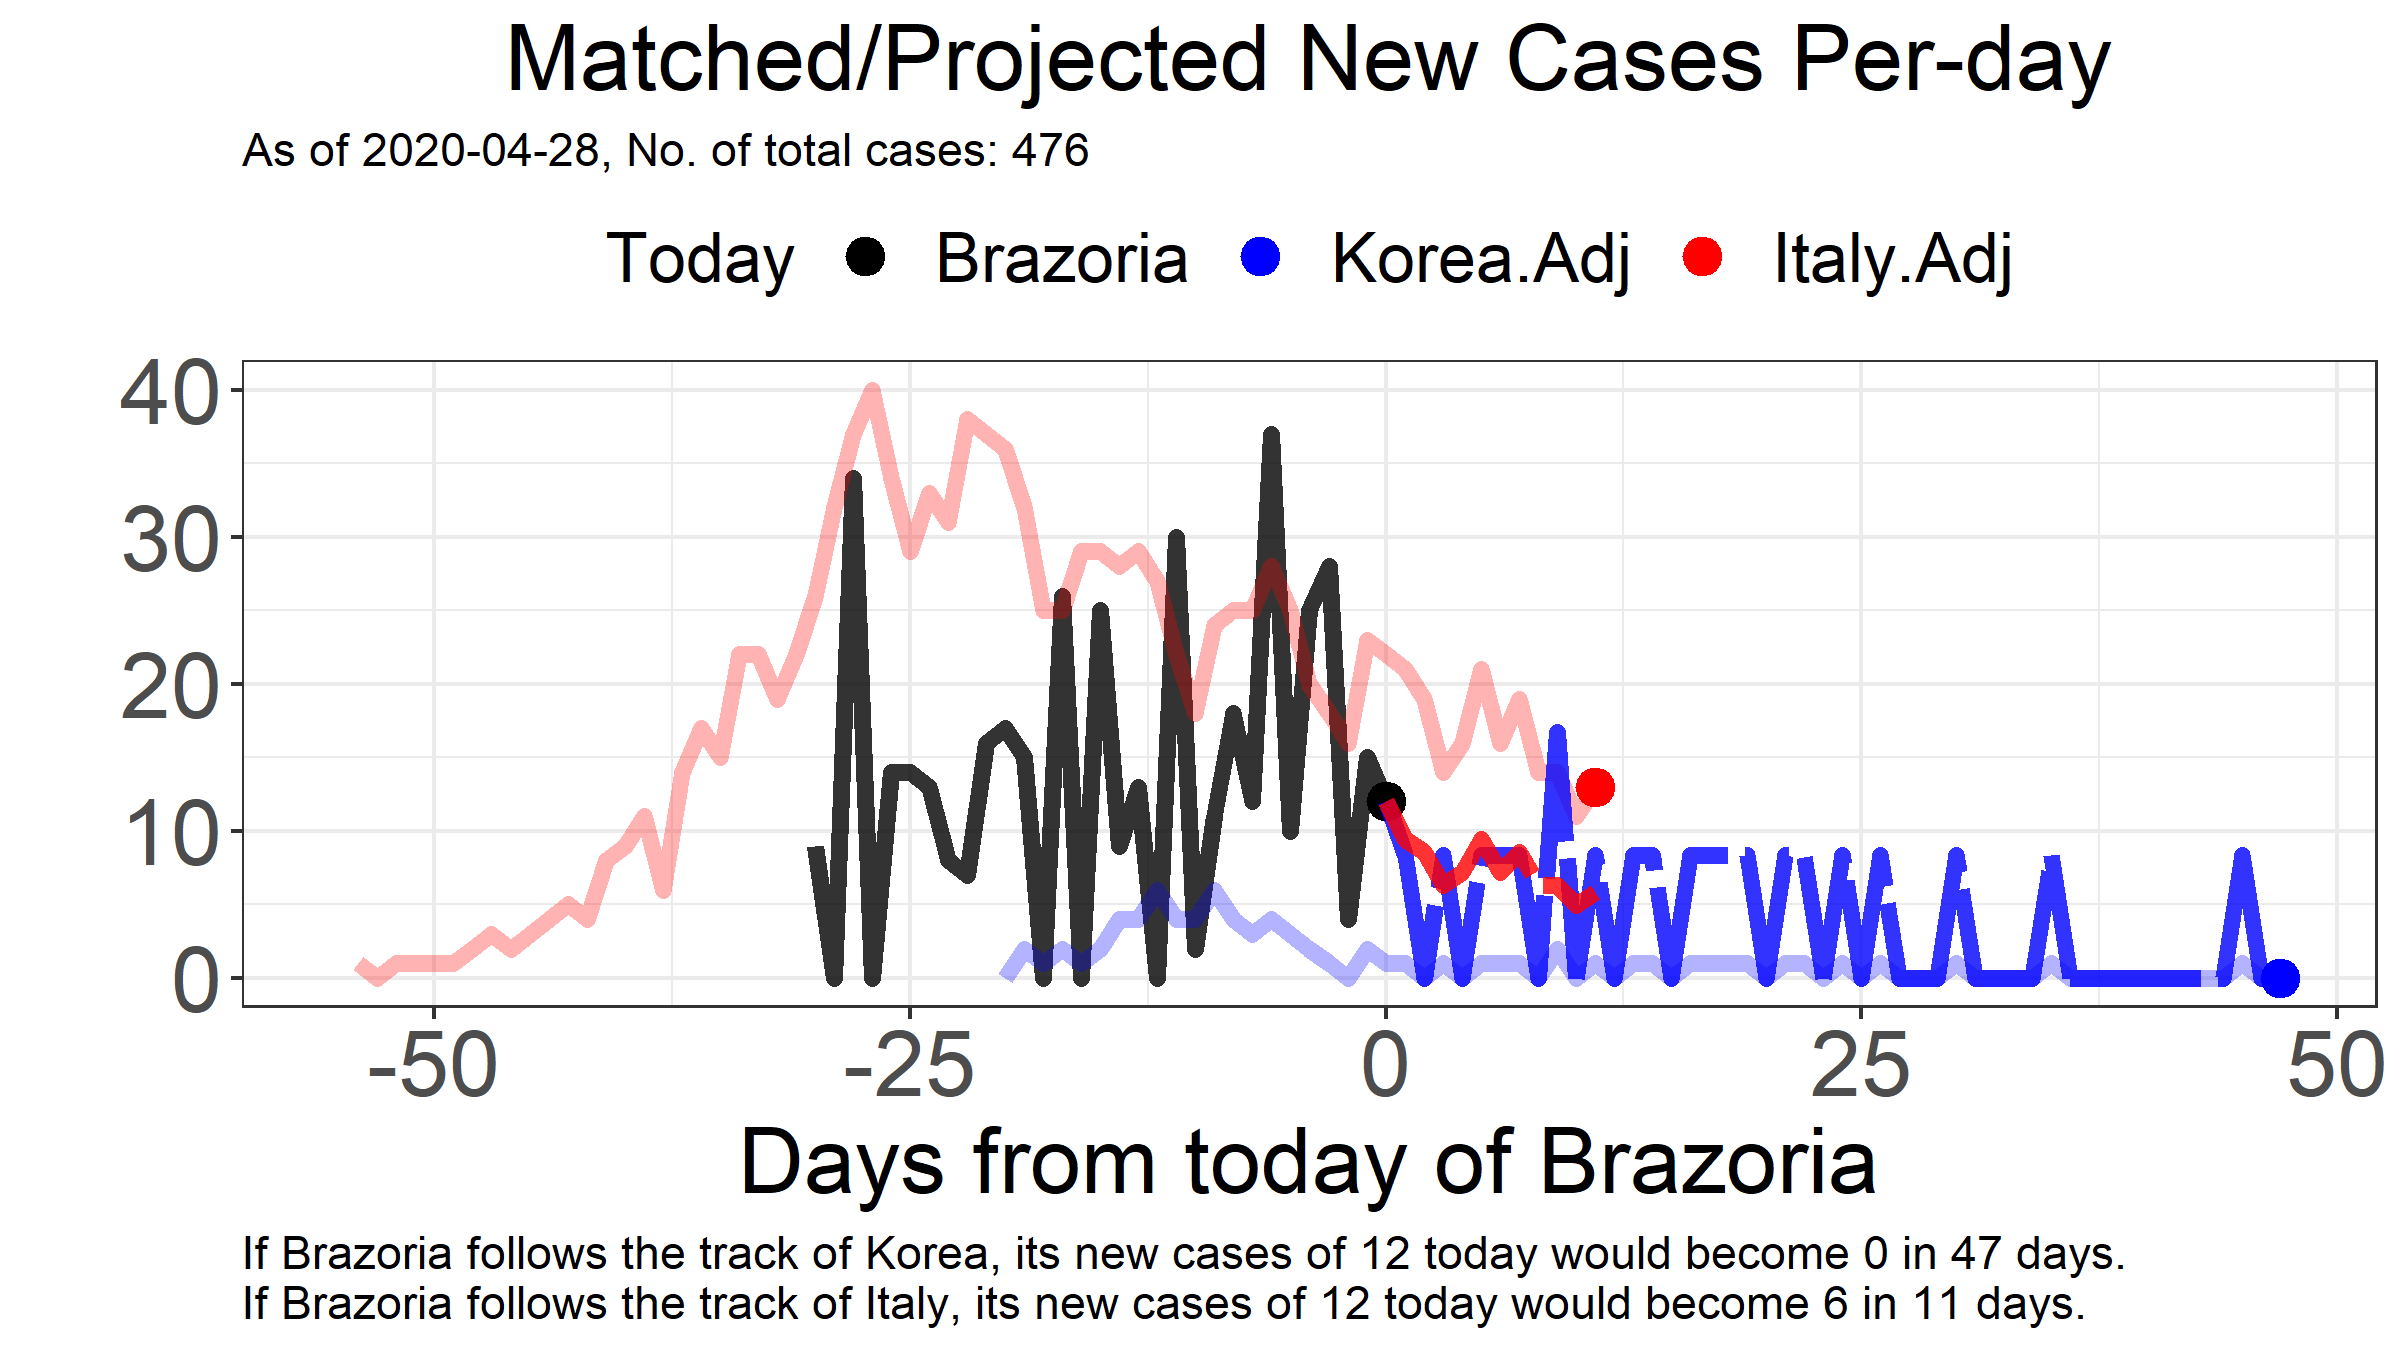 Matched/Projected New Cases Per-day
As of 2020-04-28, No. of total cases: 476
Today Brazoria Korea.Adj Italy.Adj
40
30
20
10
0
-50 -25 0 25 50
Days from today of Brazoria
If Brazoria follows the track of Korea, its new cases of 12 today would become 0 in 47 days.
If Brazoria follows the track of Italy, its new cases of 12 today would become 6 in 11 days.